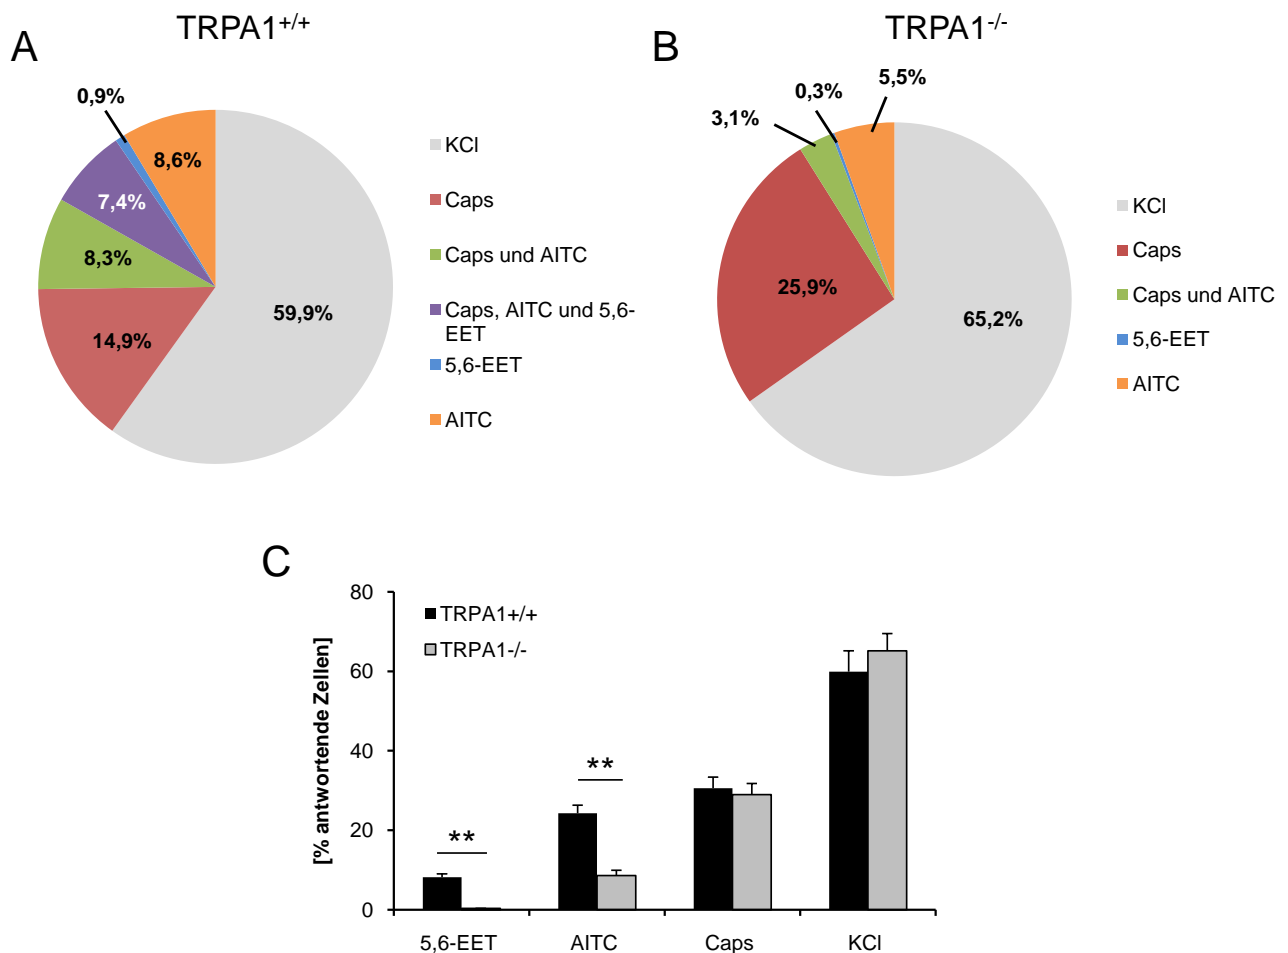 A
TRPA1+/+
0,9%
8,6%
7,4%
8,3%
14,9%
59,9%
KCl
Caps
Caps und AITC
Caps, AITC und 5,6-
EET
5,6-EET
AITC
B
TRPA1-/-
5,5%
0,3%
3,1%
25,9%
65,2%
KCl
Caps
Caps und AITC
5,6-EET
AITC
C
[% antwortende Zellen]
80
60
40
20
0
TRPA1+/+
TRPA1-/-
**
**
5,6-EET
AITC
Caps
KCl